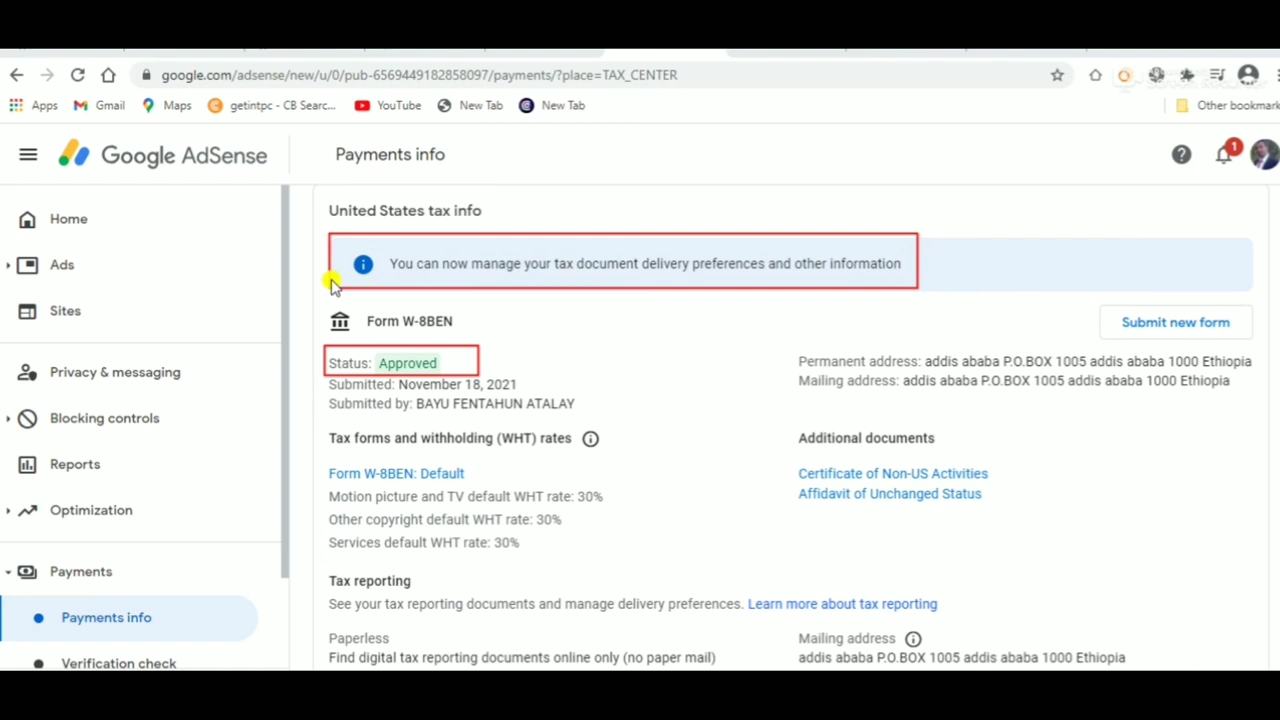 google.com/adsense/new/u/0/pub-6569449182858097/payments/?place=TAX_CENTER
Apps Gmail Maps getintpc - CB Searc... YouTube New Tab New Tab Other bookmark
Google AdSense Payments info 1
Home
Ads
Sites
Privacy & messaging
Blocking controls
Reports
Optimization
Payments
Payments info
Verification check
United States tax info
You can now manage your tax document delivery preferences and other information
Form W-8BEN
Submit new form
Status: Approved
Submitted: November 18, 2021
Submitted by: BAYU FENTAHUN ATALAY
Permanent address: addis ababa P.O.BOX 1005 addis ababa 1000 Ethiopia
Mailing address: addis ababa P.O.BOX 1005 addis ababa 1000 Ethiopia
Tax forms and withholding (WHT) rates
Form W-8BEN: Default
Motion picture and TV default WHT rate: 30%
Other copyright default WHT rate: 30%
Services default WHT rate: 30%
Additional documents
Certificate of Non-US Activities
Affidavit of Unchanged Status
Tax reporting
See your tax reporting documents and manage delivery preferences. Learn more about tax reporting
Paperless
Find digital tax reporting documents online only (no paper mail)
Mailing address
addis ababa P.O.BOX 1005 addis ababa 1000 Ethiopia